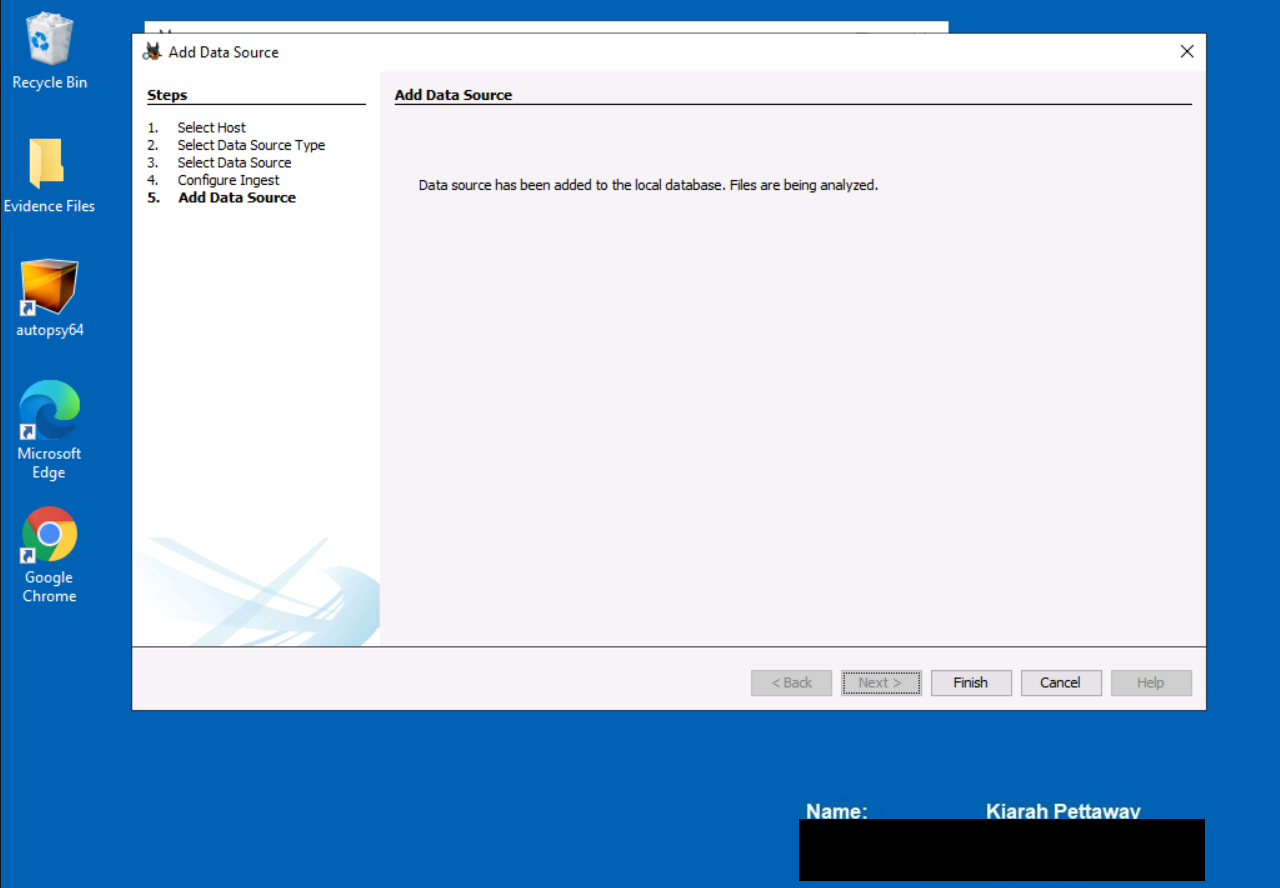 Recycle Bin
Evidence Files
autopsy64
Microsoft
Edge
Google
Chrome
Add Data Source
Steps
1. Select Host
2. Select Data Source Type
3. Select Data Source
4. Configure Ingest
5. Add Data Source
Add Data Source
Data source has been added to the local database. Files are being analyzed.
< Back Next > Finish Cancel Help
Name: Kiarah Pettaway